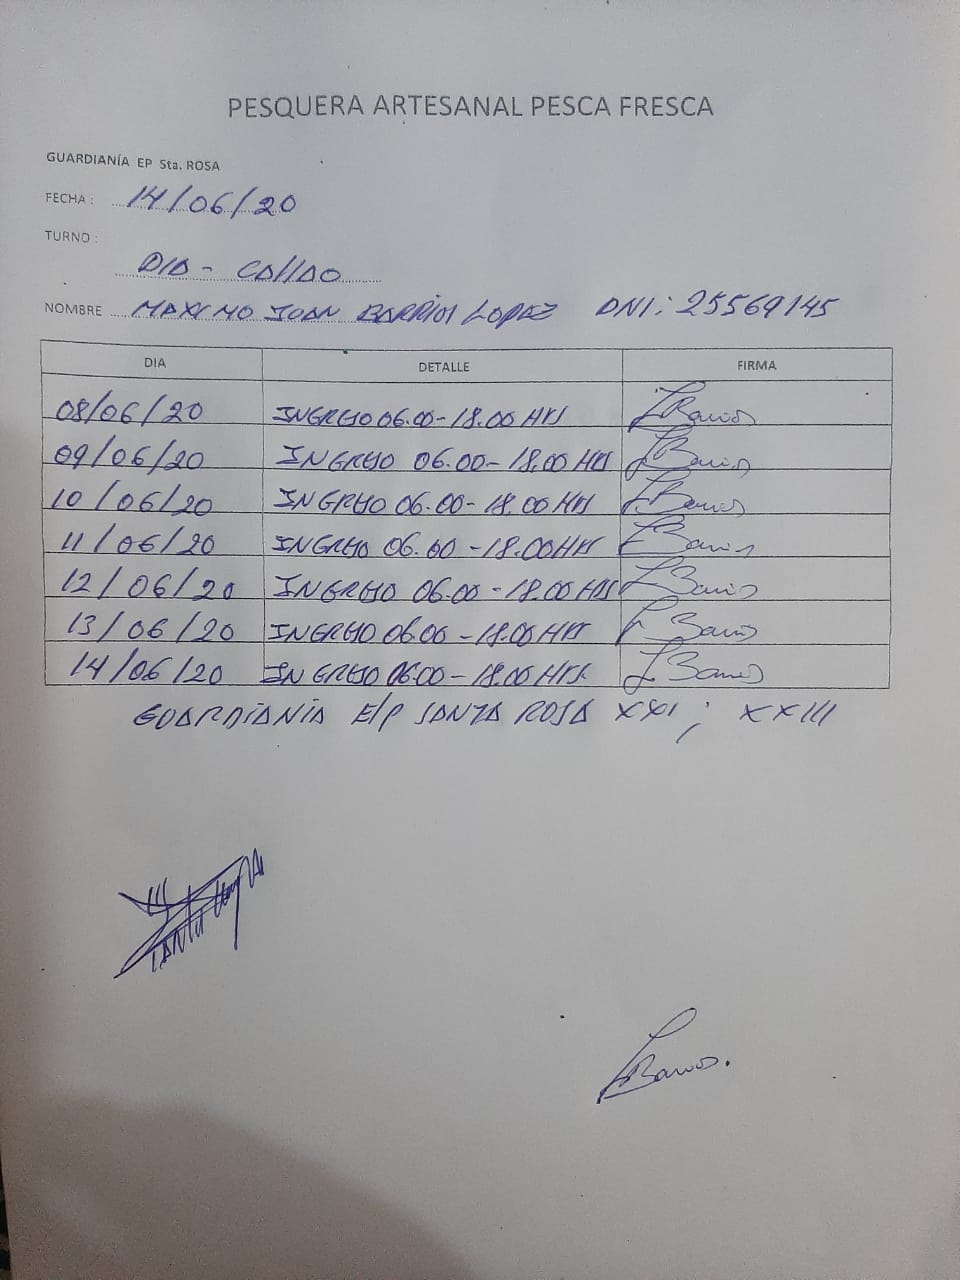 PESQUERA ARTESANAL PESCA FRESCA
GUARDIANÍA EP Sta. ROSA
FECHA : 14/06/20
TURNO :
DIA - CALLAO
NOMBRE MAXIMO JUAN BARRIOS LOPEZ DNI: 25569145
DIA DETALLE FIRMA
08/06/20 INGRESO 06.00 - 18.00 HRS
09/06/20 INGRESO 06.00 - 18.00 HRS
10/06/20 INGRESO 06.00 - 18.00 HRS
11/06/20 INGRESO 06.00 - 18.00 HRS
12/06/20 INGRESO 06.00 - 18.00 HRS
13/06/20 INGRESO 06.00 - 18.00 HRS
14/06/20 INGRESO 06.00 - 18.00 HRS
GUARDIANIA E/P SANTA ROSA XXI ; XXIII